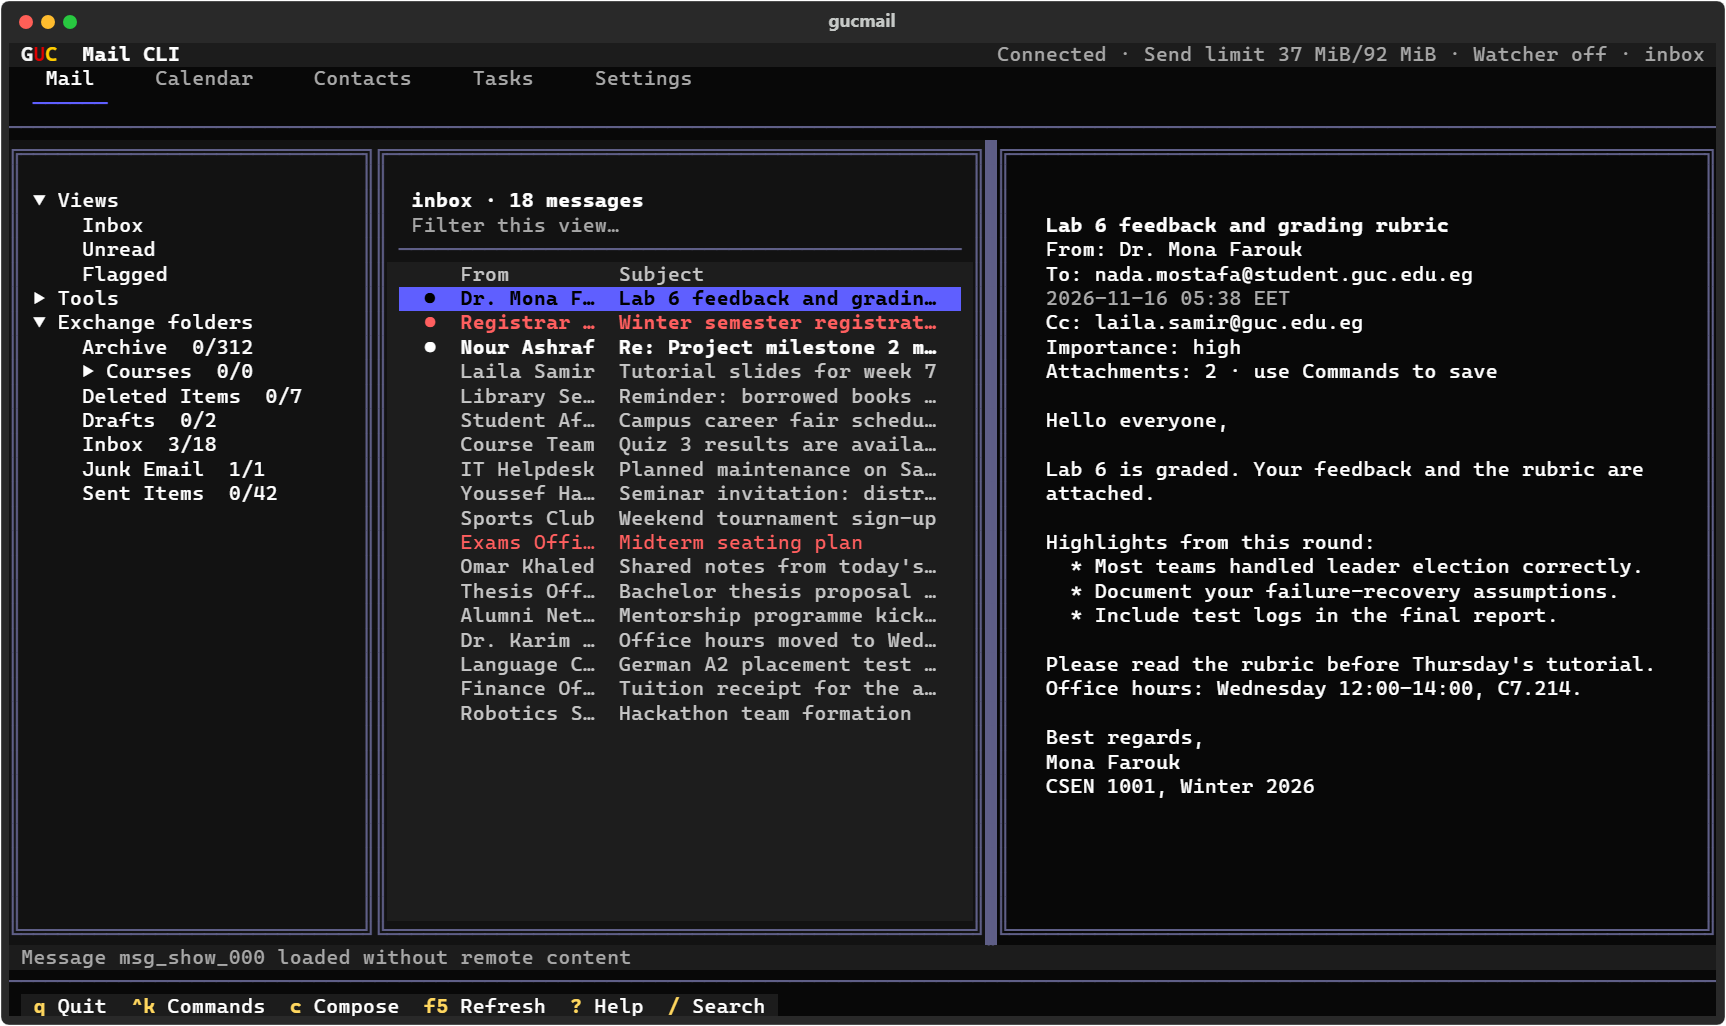 gucmail
GUC Mail CLI
Connected · Send limit 37 MiB/92 MiB · Watcher off · inbox
Mail Calendar Contacts Tasks Settings
▼ Views
Inbox
Unread
Flagged
▶ Tools
▼ Exchange folders
Archive 0/312
▶ Courses 0/0
Deleted Items 0/7
Drafts 0/2
Inbox 3/18
Junk Email 1/1
Sent Items 0/42
inbox · 18 messages
Filter this view…
From Subject
● Dr. Mona F… Lab 6 feedback and gradin…
● Registrar … Winter semester registrat…
● Nour Ashraf Re: Project milestone 2 m…
Laila Samir Tutorial slides for week 7
Library Se… Reminder: borrowed books …
Student Af… Campus career fair schedu…
Course Team Quiz 3 results are availa…
IT Helpdesk Planned maintenance on Sa…
Youssef Ha… Seminar invitation: distr…
Sports Club Weekend tournament sign-up
Exams Offi… Midterm seating plan
Omar Khaled Shared notes from today's…
Thesis Off… Bachelor thesis proposal …
Alumni Net… Mentorship programme kick…
Dr. Karim … Office hours moved to Wed…
Language C… German A2 placement test …
Finance Of… Tuition receipt for the a…
Robotics S… Hackathon team formation
Lab 6 feedback and grading rubric
From: Dr. Mona Farouk
To: nada.mostafa@student.guc.edu.eg
2026-11-16 05:38 EET
Cc: laila.samir@guc.edu.eg
Importance: high
Attachments: 2 · use Commands to save
Hello everyone,
Lab 6 is graded. Your feedback and the rubric are
attached.
Highlights from this round:
* Most teams handled leader election correctly.
* Document your failure-recovery assumptions.
* Include test logs in the final report.
Please read the rubric before Thursday's tutorial.
Office hours: Wednesday 12:00-14:00, C7.214.
Best regards,
Mona Farouk
CSEN 1001, Winter 2026
Message msg_show_000 loaded without remote content
q Quit ^k Commands c Compose f5 Refresh ? Help / Search